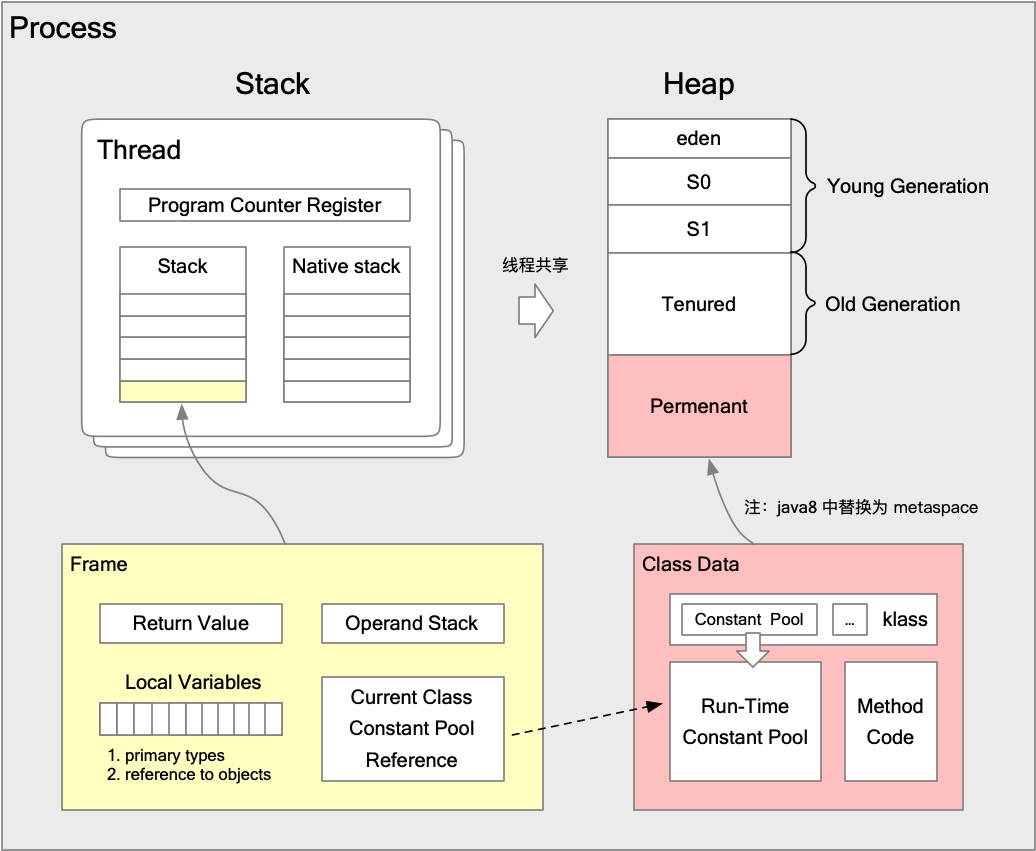 Process
Stack
Heap
Thread
Program Counter Register
Stack
Native stack
线程共享
eden
S0
S1
Tenured
Permenant
Young Generation
Old Generation
注：java8 中替换为 metaspace
Frame
Return Value
Operand Stack
Local Variables
1. primary types
2. reference to objects
Current Class
Constant Pool
Reference
Class Data
Constant Pool
...
klass
Run-Time
Constant Pool
Method
Code